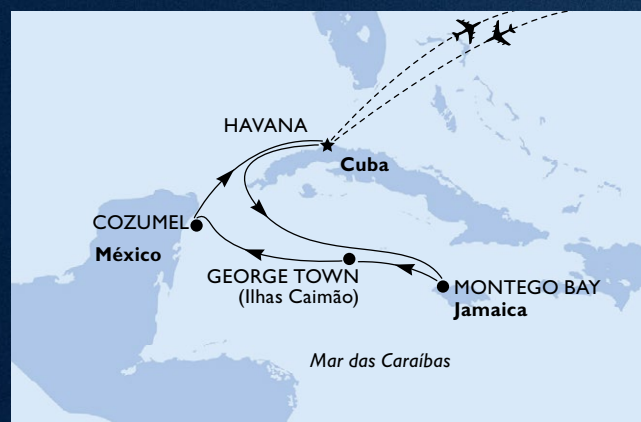 HAVANA
Cuba
COZUMEL
México
GEORGE TOWN
(Ilhas Caimão)
MONTEGO BAY
Jamaica
Mar das Caraíbas